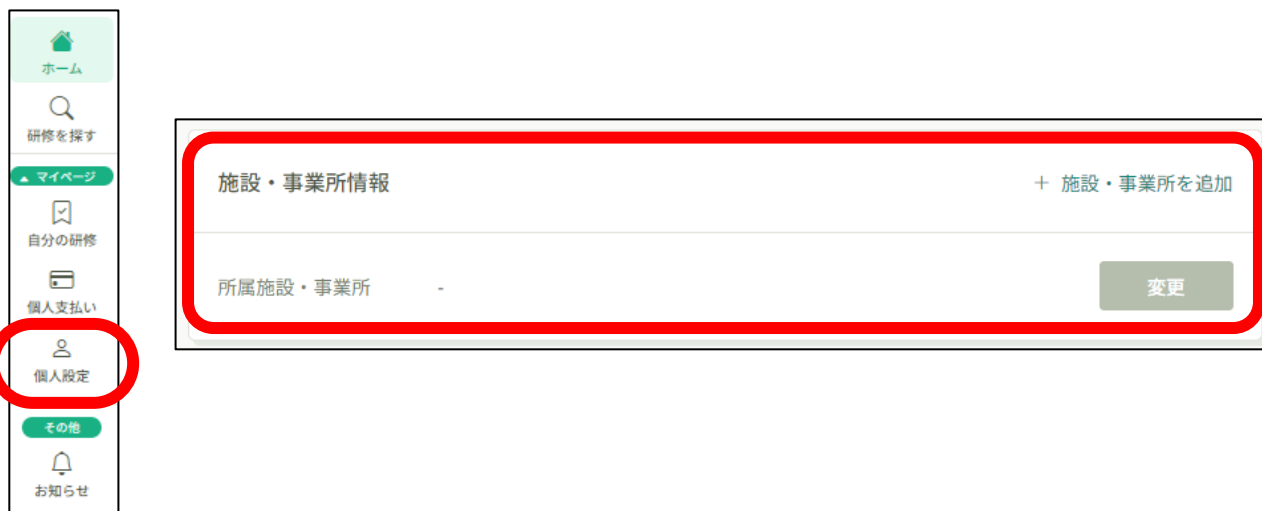 ホーム
研修を探す
マイページ
自分の研修
個人支払い
個人設定
その他
お知らせ
施設・事業所情報
＋ 施設・事業所を追加
所属施設・事業所 -
変更